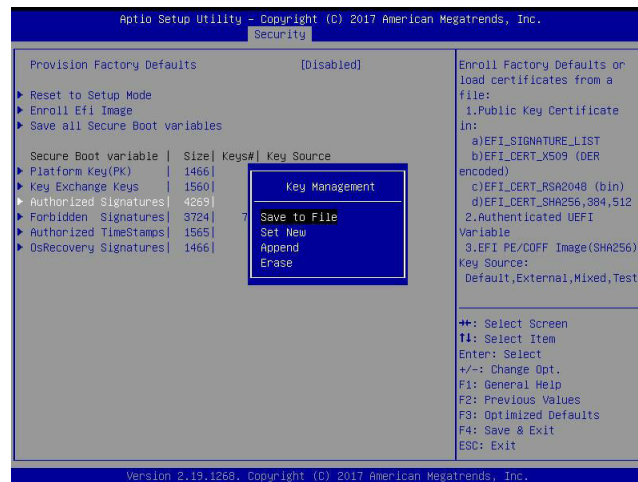 Aptio Setup Utility – Copyright (C) 2017 American Megatrends, Inc.
Security
Provision Factory Defaults [Disabled]
▶ Reset to Setup Mode
▶ Enroll Efi Image
▶ Save all Secure Boot variables
Secure Boot variable | Size| Keys#| Key Source
▶ Platform Key(PK) | 1466|
▶ Key Exchange Keys | 1560|
▶ Authorized Signatures| 4269|
▶ Forbidden Signatures| 3724| 7
▶ Authorized TimeStamps| 1565|
▶ OsRecovery Signatures| 1466|
Key Management
Save to File
Set New
Append
Erase
Enroll Factory Defaults or
load certificates from a
file:
1.Public Key Certificate
in:
a)EFI_SIGNATURE_LIST
b)EFI_CERT_X509 (DER
encoded)
c)EFI_CERT_RSA2048 (bin)
d)EFI_CERT_SHA256,384,512
2.Authenticated UEFI
Variable
3.EFI PE/COFF Image(SHA256)
Key Source:
Default,External,Mixed,Test
→←: Select Screen
↑↓: Select Item
Enter: Select
+/-: Change Opt.
F1: General Help
F2: Previous Values
F3: Optimized Defaults
F4: Save & Exit
ESC: Exit
Version 2.19.1268. Copyright (C) 2017 American Megatrends, Inc.